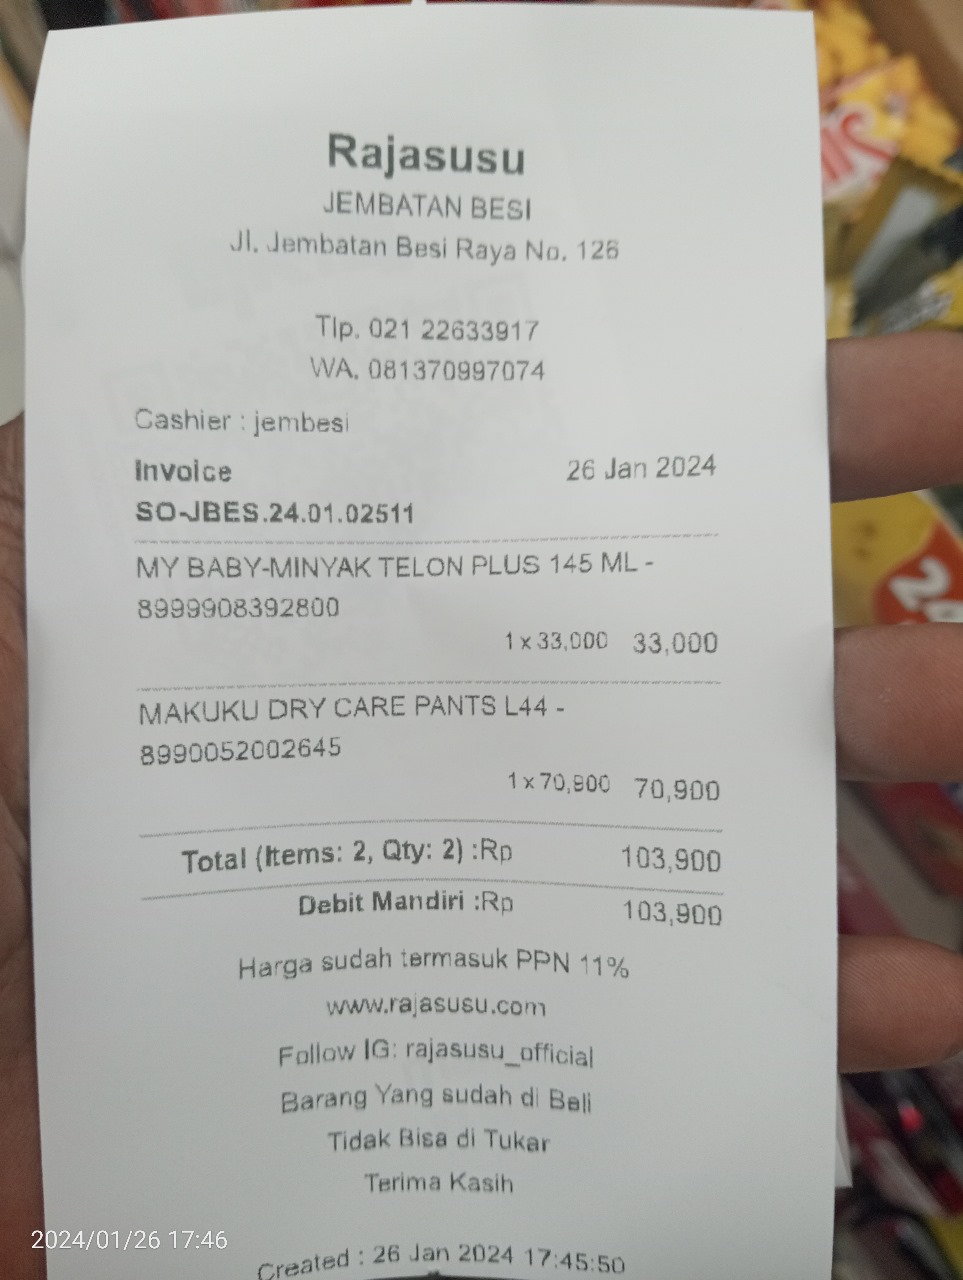 Rajasusu
JEMBATAN BESI
Jl. Jembatan Besi Raya No. 126
Tlp. 021 22633917
WA. 081370997074
Cashier : jembesi
Invoice 26 Jan 2024
SO-JBES.24.01.02511
MY BABY-MINYAK TELON PLUS 145 ML -
8999908392800
1 x 33,000 33,000
MAKUKU DRY CARE PANTS L44 -
8990052002645
1 x 70,900 70,900
Total (Items: 2, Qty: 2) :Rp 103,900
Debit Mandiri :Rp 103,900
Harga sudah termasuk PPN 11%
www.rajasusu.com
Follow IG: rajasusu_official
Barang Yang sudah di Beli
Tidak Bisa di Tukar
Terima Kasih
Created : 26 Jan 2024 17:45:50
2024/01/26 17:46